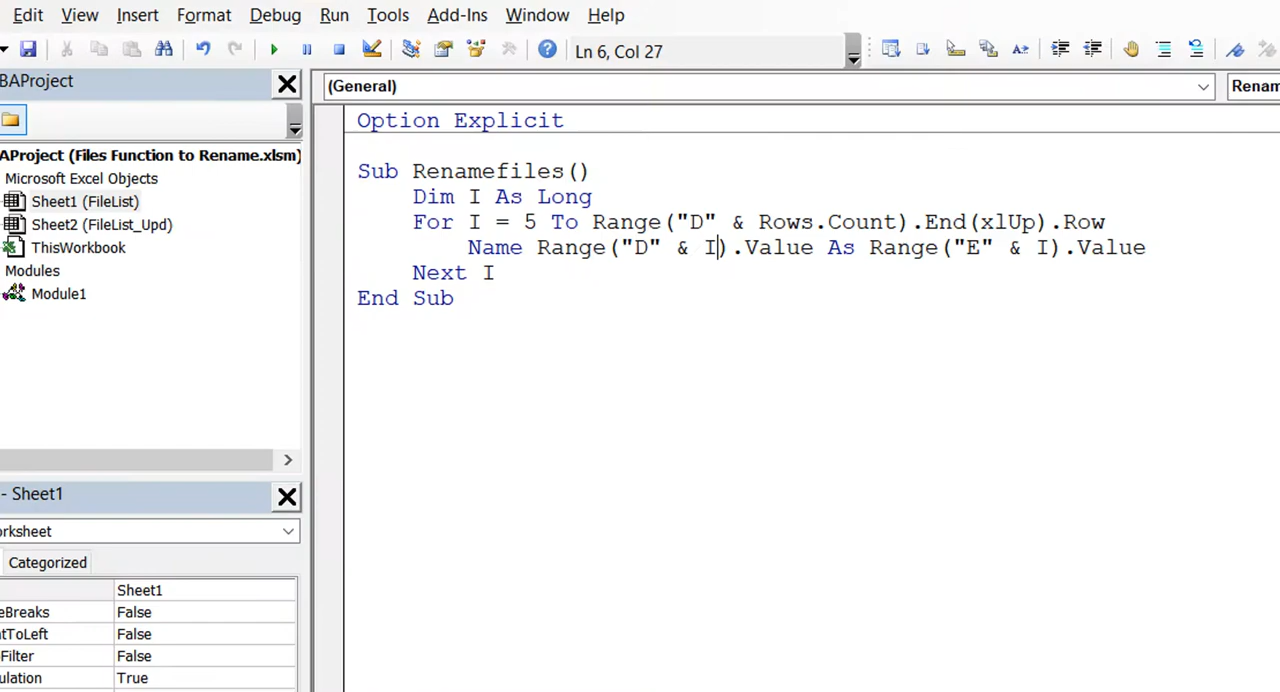 Edit View Insert Format Debug Run Tools Add-Ins Window Help
Ln 6, Col 27
BAProject
(General)
Renam
AProject (Files Function to Rename.xlsm)
Microsoft Excel Objects
Sheet1 (FileList)
Sheet2 (FileList_Upd)
ThisWorkbook
Modules
Module1
Option Explicit
Sub Renamefiles()
Dim I As Long
For I = 5 To Range("D" & Rows.Count).End(xlUp).Row
Name Range("D" & I).Value As Range("E" & I).Value
Next I
End Sub
- Sheet1
orksheet
Categorized
Sheet1
eBreaks False
ntToLeft False
Filter False
ulation True